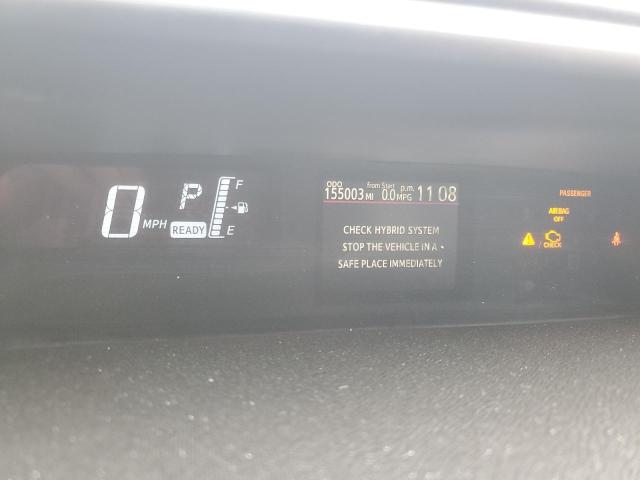 0 MPH
P
READY
F
E
ODO
155003 MI
from Start
0.0 MPG
p.m.
11 08
CHECK HYBRID SYSTEM
STOP THE VEHICLE IN A
SAFE PLACE IMMEDIATELY
PASSENGER
AIRBAG
OFF
! / CHECK